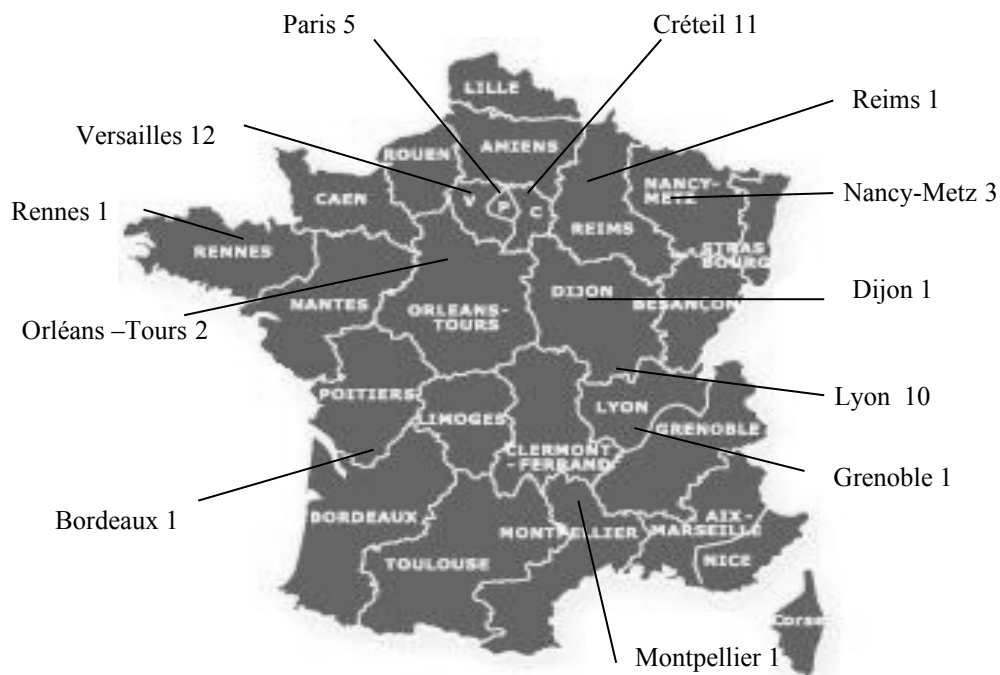 Paris 5
Créteil 11
Reims 1
Versailles 12
Nancy-Metz 3
Rennes 1
Dijon 1
Orléans –Tours 2
Lyon 10
Grenoble 1
Bordeaux 1
Montpellier 1
LILLE
AMIENS
ROUEN
CAEN
V
P
C
REIMS
NANCY-
METZ
STRAS
BOURG
RENNES
NANTES
ORLEANS-
TOURS
DIJON
BESANCON
POITIERS
LIMOGES
LYON
GRENOBLE
CLERMONT
-FERRAND
BORDEAUX
TOULOUSE
MONTPELLIER
AIX-
MARSEILLE
NICE
Corse